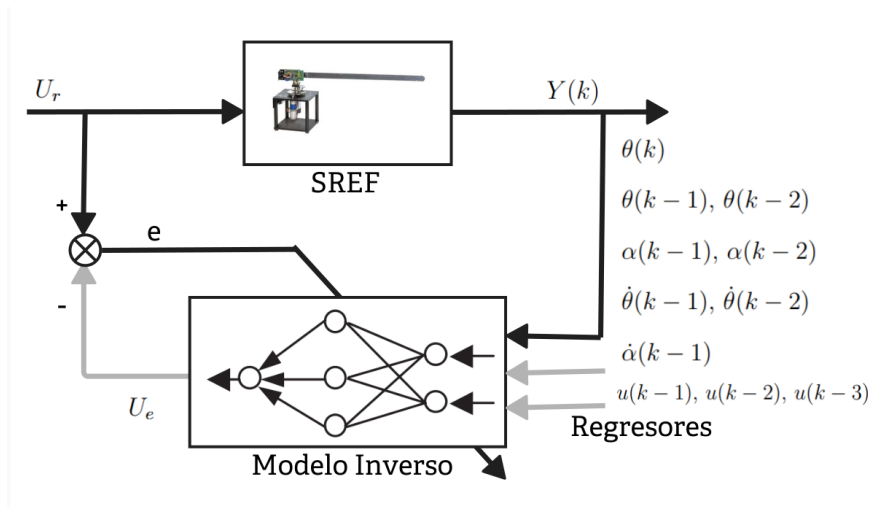 U_r
Y(k)
SREF
θ(k)
+
θ(k − 1), θ(k − 2)
e
α(k − 1), α(k − 2)
-
θ̇(k − 1), θ̇(k − 2)
α̇(k − 1)
U_e
u(k − 1), u(k − 2), u(k − 3)
Regresores
Modelo Inverso